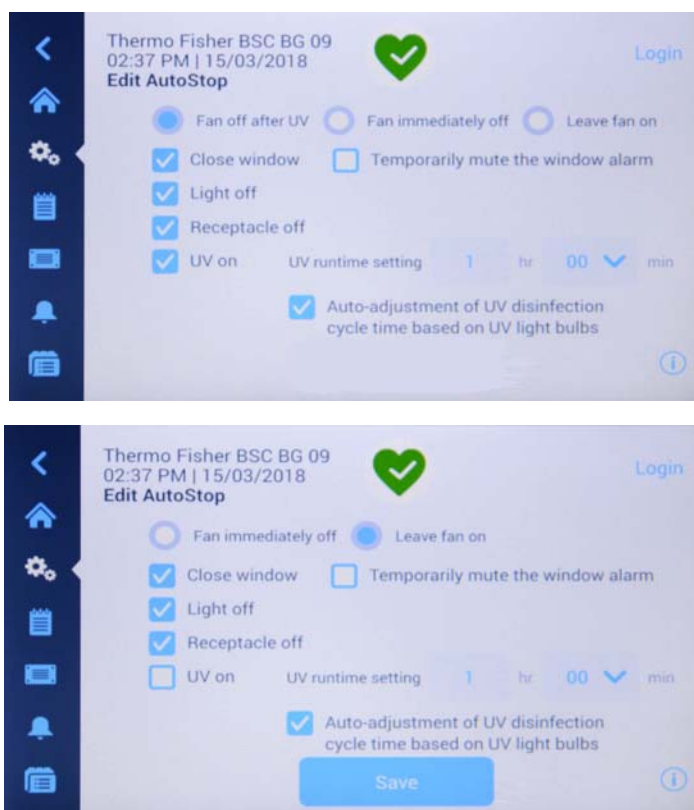 Thermo Fisher BSC BG 09
02:37 PM | 15/03/2018
Login
Edit AutoStop
Fan off after UV Fan immediately off Leave fan on
Close window Temporarily mute the window alarm
Light off
Receptacle off
UV on UV runtime setting 1 hr 00 min
Auto-adjustment of UV disinfection
cycle time based on UV light bulbs
Thermo Fisher BSC BG 09
02:37 PM | 15/03/2018
Login
Edit AutoStop
Fan immediately off Leave fan on
Close window Temporarily mute the window alarm
Light off
Receptacle off
UV on UV runtime setting 1 hr 00 min
Auto-adjustment of UV disinfection
cycle time based on UV light bulbs
Save